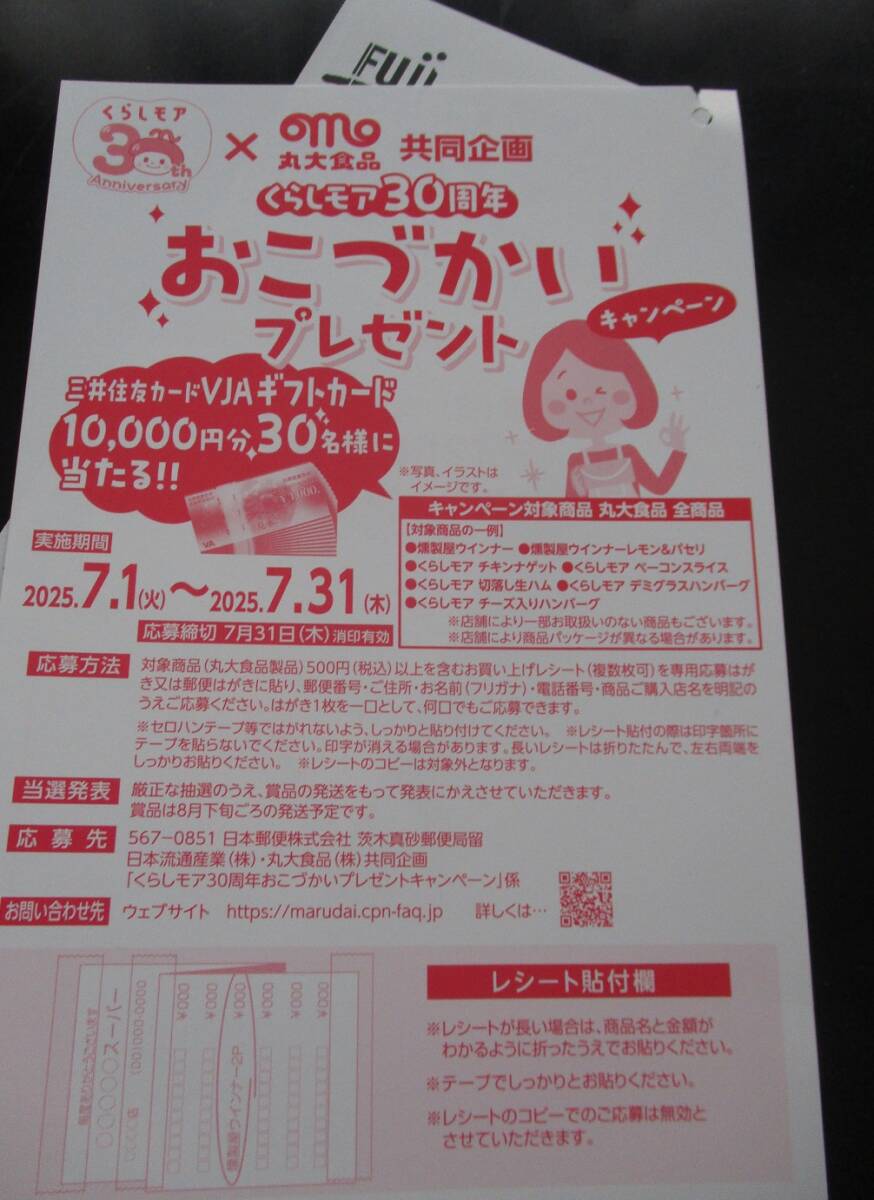 Fuji
くらしモア
30th
Anniversary
×
丸大食品 共同企画
くらしモア30周年
おこづかい
プレゼント
キャンペーン
三井住友カードVJAギフトカード
10,000円分、30名様に
当たる!!
※写真、イラストは
イメージです。
実施期間
2025.7.1(火)〜2025.7.31(木)
応募締切 7月31日(木)消印有効
キャンペーン対象商品 丸大食品 全商品
【対象商品の一例】
●燻製屋ウインナー ●燻製屋ウインナーレモン&パセリ
●くらしモア チキンナゲット ●くらしモア ベーコンスライス
●くらしモア 切落し生ハム ●くらしモア デミグラスハンバーグ
●くらしモア チーズ入りハンバーグ
※店舗により一部お取扱いのない商品もございます。
※店舗により商品パッケージが異なる場合があります。
応募方法 対象商品(丸大食品製品)500円(税込)以上を含むお買い上げレシート(複数枚可)を専用応募はが
き又は郵便はがきに貼り、郵便番号・ご住所・お名前(フリガナ)・電話番号・商品ご購入店名を明記の
うえご応募ください。はがき1枚を一口として、何口でもご応募できます。
※セロハンテープ等ではがれないよう、しっかりと貼り付けてください。 ※レシート貼付の際は印字箇所に
テープを貼らないでください。印字が消える場合があります。長いレシートは折りたたんで、左右両端を
しっかりお貼りください。 ※レシートのコピーは対象外となります。
当選発表 厳正な抽選のうえ、賞品の発送をもって発表にかえさせていただきます。
賞品は8月下旬ごろの発送予定です。
応募先 567-0851 日本郵便株式会社 茨木真砂郵便局留
日本流通産業(株)・丸大食品(株)共同企画
「くらしモア30周年おこづかいプレゼントキャンペーン」係
お問い合わせ先 ウェブサイト https://marudai.cpn-faq.jp 詳しくは…
レシート貼付欄
※レシートが長い場合は、商品名と金額が
わかるように折ったうえでお貼りください。
※テープでしっかりとお貼りください。
※レシートのコピーでのご応募は無効と
させていただきます。
毎度ありがとうございます
○○○○○スーパー
□□□□店 (00)000-0000
□□□□□□□ ¥000
燻製屋ウインナー2P ¥000
□□□□□□□ ¥000
□□□□□□□ ¥000
□□□□□□□ ¥000